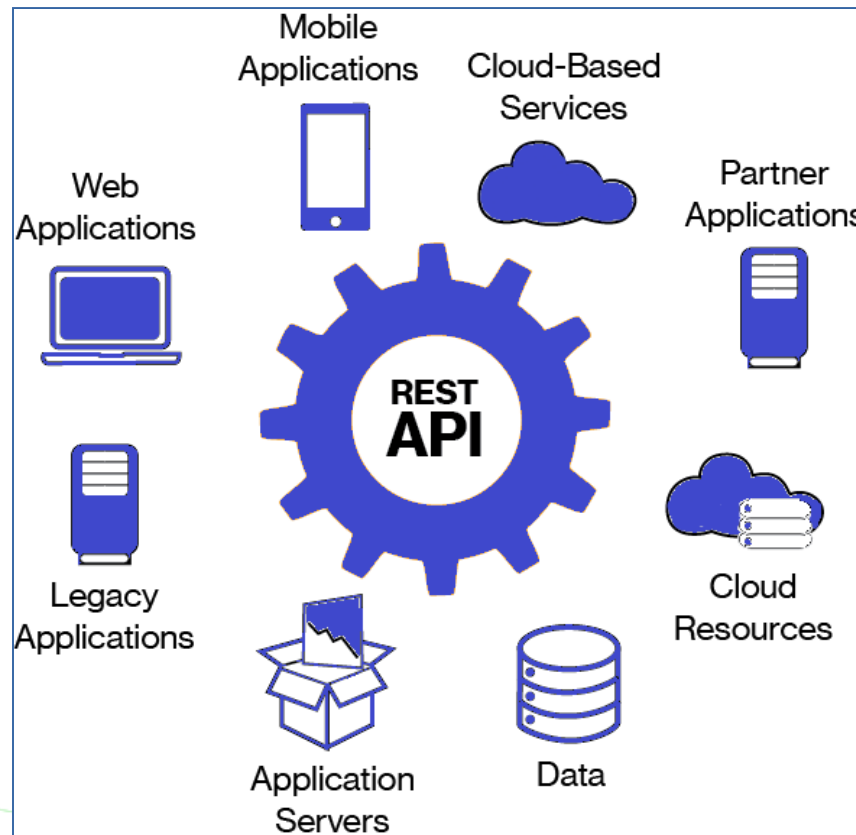 Mobile
Applications
Cloud-Based
Services
Web
Applications
Partner
Applications
REST
API
Legacy
Applications
Cloud
Resources
Application
Servers
Data